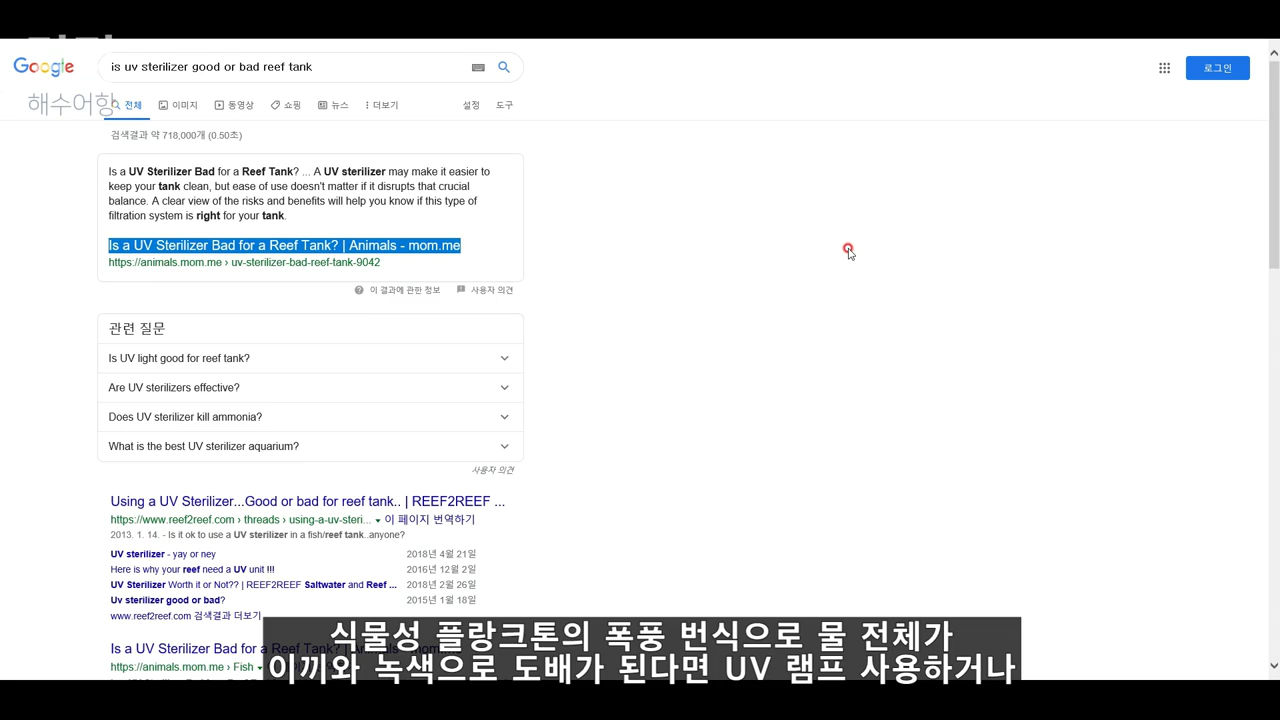 Google
is uv sterilizer good or bad reef tank
로그인
해수어항
전체 이미지 동영상 쇼핑 뉴스 더보기 설정 도구
검색결과 약 718,000개 (0.50초)
Is a UV Sterilizer Bad for a Reef Tank? ... A UV sterilizer may make it easier to
keep your tank clean, but ease of use doesn't matter if it disrupts that crucial
balance. A clear view of the risks and benefits will help you know if this type of
filtration system is right for your tank.
Is a UV Sterilizer Bad for a Reef Tank? | Animals - mom.me
https://animals.mom.me › uv-sterilizer-bad-reef-tank-9042
이 결과에 관한 정보 사용자 의견
관련 질문
Is UV light good for reef tank?
Are UV sterilizers effective?
Does UV sterilizer kill ammonia?
What is the best UV sterilizer aquarium?
사용자 의견
Using a UV Sterilizer...Good or bad for reef tank.. | REEF2REEF ...
https://www.reef2reef.com › threads › using-a-uv-steri... 이 페이지 번역하기
2013. 1. 14. - Is it ok to use a UV sterilizer in a fish/reef tank..anyone?
UV sterilizer - yay or ney 2018년 4월 21일
Here is why your reef need a UV unit !!! 2016년 12월 2일
UV Sterilizer Worth it or Not?? | REEF2REEF Saltwater and Reef ... 2018년 2월 26일
Uv sterilizer good or bad? 2015년 1월 18일
www.reef2reef.com 검색결과 더보기
Is a UV Sterilizer Bad for
https://animals.mom.me › Fish
식물성 플랑크톤의 폭풍 번식으로 물 전체가
이끼와 녹색으로 도배가 된다면 UV 램프 사용하거나